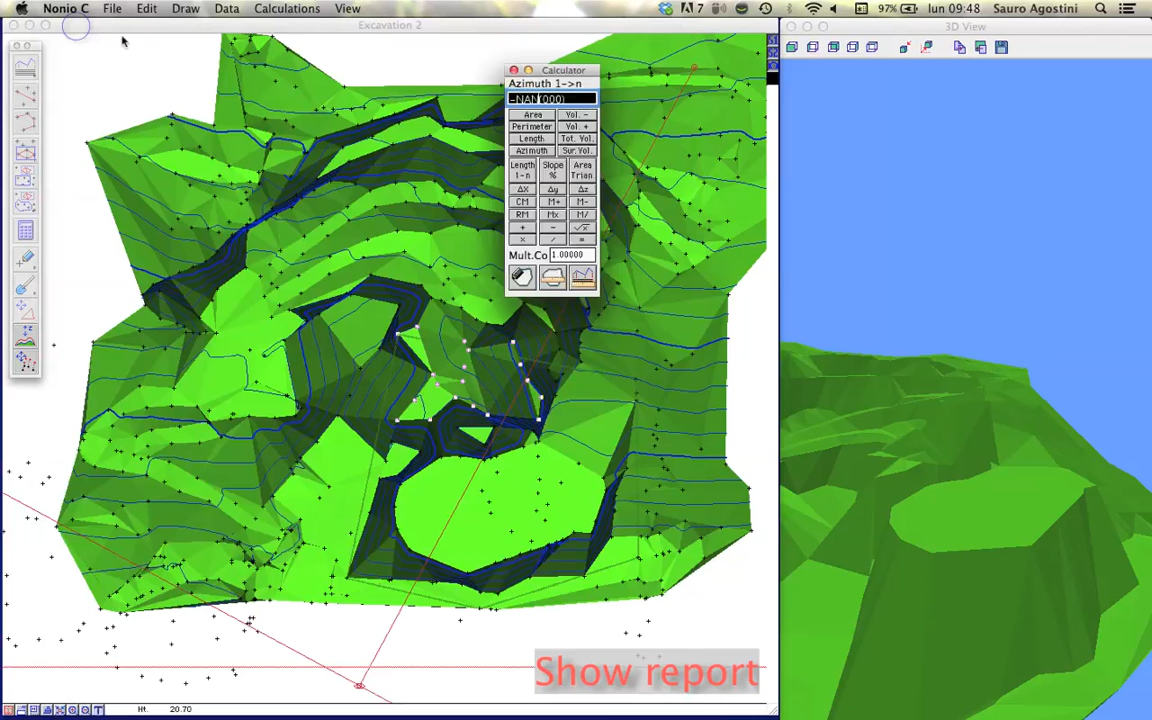 Nonio C File Edit Draw Data Calculations View 7 97% lun 09:48 Sauro Agostini
Excavation 2
3D View
Calculator
Azimuth 1->n
-NAN(000)
Area Vol. -
Perimeter Vol. +
Length Tot. Vol.
Azimuth Sur. Vol.
Length 1-n Slope % Area Trian
ΔX Δy Δz
CM M+ M-
RM Mx M/
+ - √x
x / =
Mult.Co 1.00000
Show report
Ht. 20.70